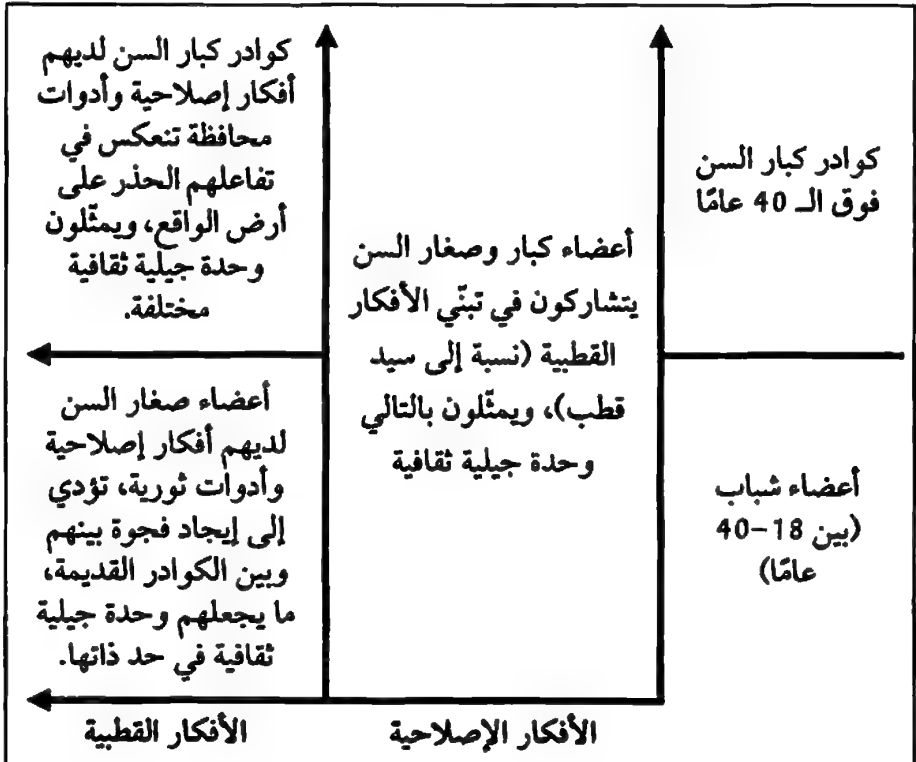 كوادر كبار السن
فوق الـ 40 عامًا
أعضاء شباب
(بين 18-40
عامًا)
أعضاء كبار وصغار السن
يتشاركون في تبنّي الأفكار
القطبية (نسبة إلى سيد
قطب)، ويمثّلون بالتالي
وحدة جيلية ثقافية
كوادر كبار السن لديهم
أفكار إصلاحية وأدوات
محافظة تنعكس في
تفاعلهم الحذر على
أرض الواقع، ويمثّلون
وحدة جيلية ثقافية
مختلفة.
أعضاء صغار السن
لديهم أفكار إصلاحية
وأدوات ثورية، تؤدي
إلى إيجاد فجوة بينهم
وبين الكوادر القديمة،
ما يجعلهم وحدة جيلية
ثقافية في حد ذاتها.
الأفكار الإصلاحية
الأفكار القطبية